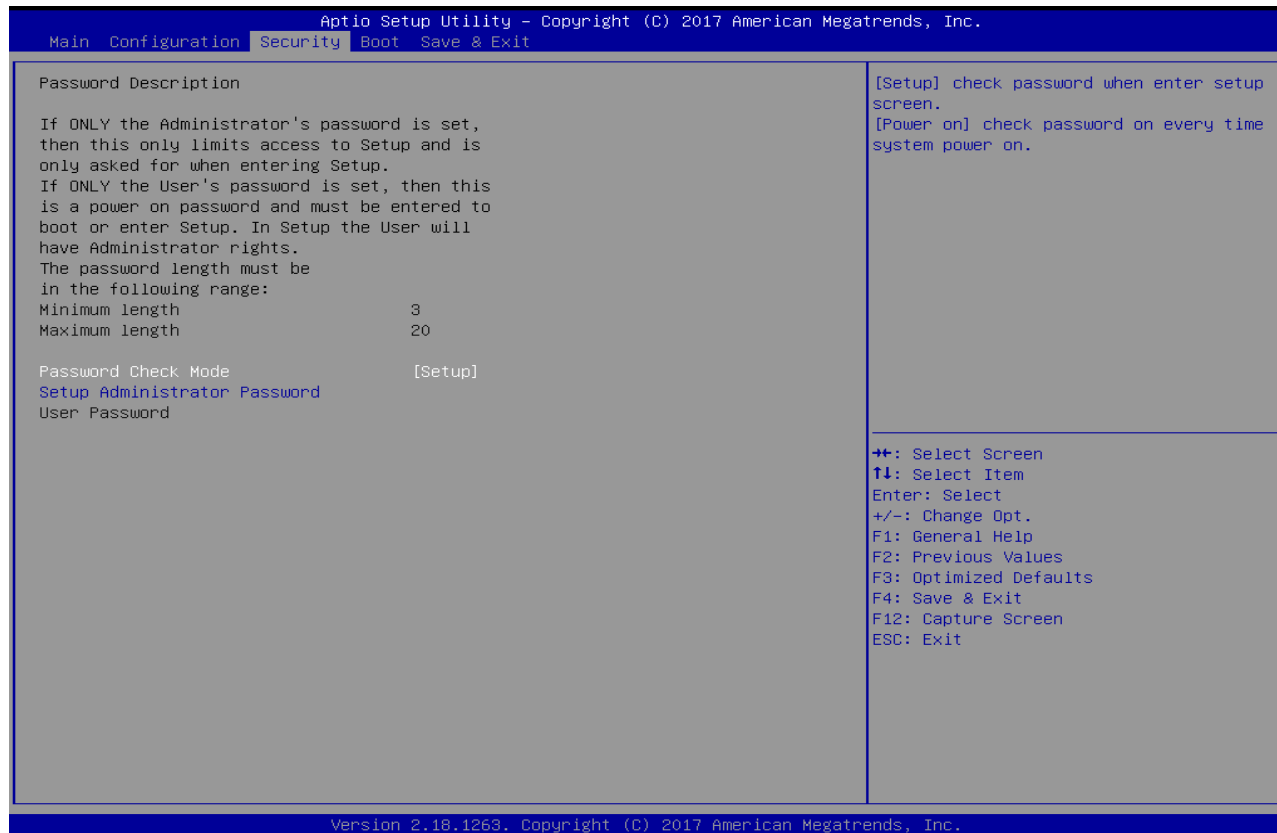 Aptio Setup Utility – Copyright (C) 2017 American Megatrends, Inc.
Main Configuration Security Boot Save & Exit
Password Description
If ONLY the Administrator's password is set,
then this only limits access to Setup and is
only asked for when entering Setup.
If ONLY the User's password is set, then this
is a power on password and must be entered to
boot or enter Setup. In Setup the User will
have Administrator rights.
The password length must be
in the following range:
Minimum length 3
Maximum length 20
Password Check Mode [Setup]
Setup Administrator Password
User Password
[Setup] check password when enter setup
screen.
[Power on] check password on every time
system power on.
→←: Select Screen
↑↓: Select Item
Enter: Select
+/-: Change Opt.
F1: General Help
F2: Previous Values
F3: Optimized Defaults
F4: Save & Exit
F12: Capture Screen
ESC: Exit
Version 2.18.1263. Copyright (C) 2017 American Megatrends, Inc.